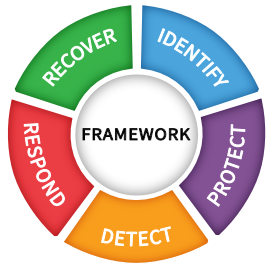 IDENTIFY
PROTECT
DETECT
RESPOND
RECOVER
FRAMEWORK